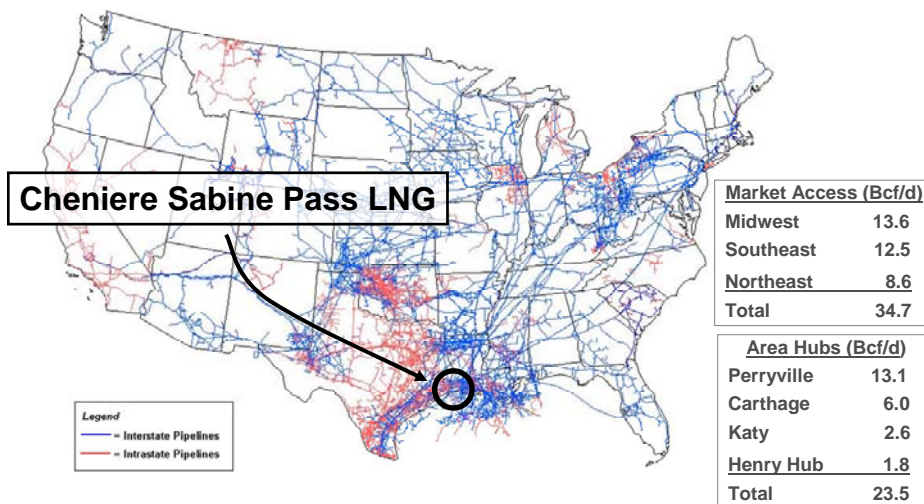 Cheniere Sabine Pass LNG
Market Access (Bcf/d)
Midwest 13.6
Southeast 12.5
Northeast 8.6
Total 34.7
Area Hubs (Bcf/d)
Perryville 13.1
Carthage 6.0
Katy 2.6
Henry Hub 1.8
Total 23.5
Legend
= Interstate Pipelines
= Intrastate Pipelines